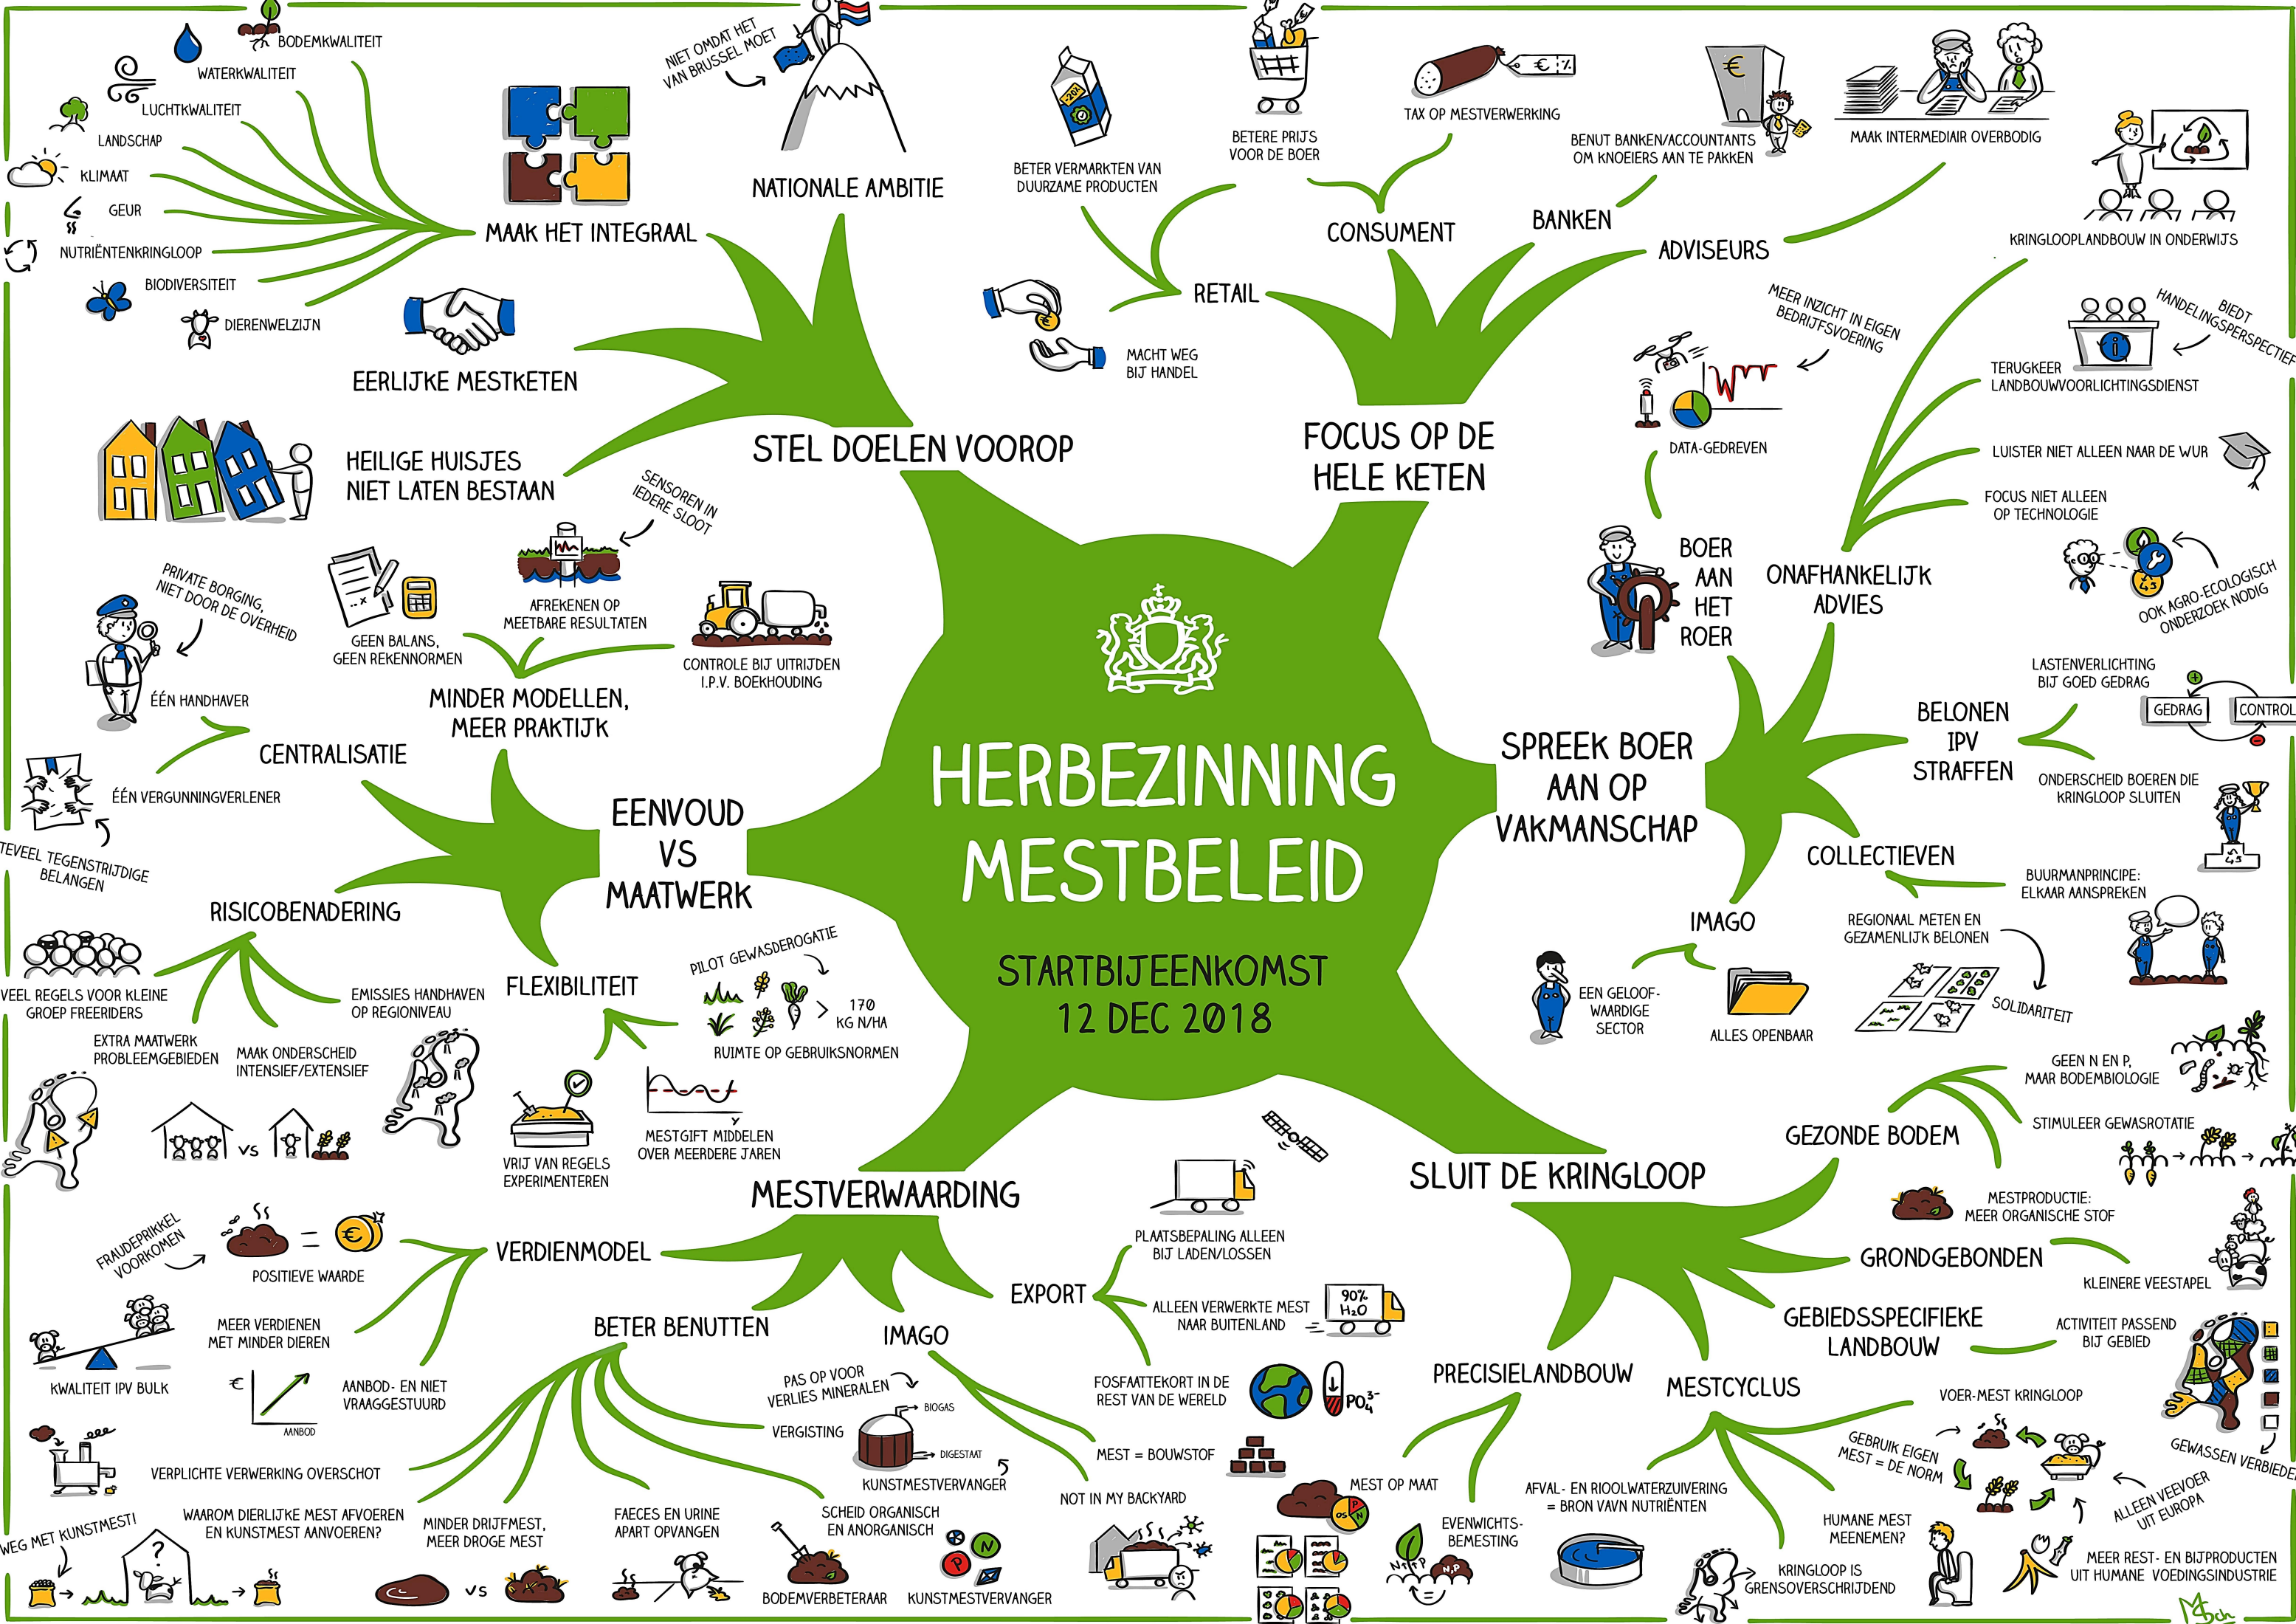 HERBEZINNING
MESTBELEID
STARTBIJEENKOMST
12 DEC 2018
STEL DOELEN VOOROP
MAAK HET INTEGRAAL
BODEMKWALITEIT
WATERKWALITEIT
LUCHTKWALITEIT
LANDSCHAP
KLIMAAT
GEUR
NUTRIËNTENKRINGLOOP
BIODIVERSITEIT
DIERENWELZIJN
NATIONALE AMBITIE
NIET OMDAT HET
VAN BRUSSEL MOET
EERLIJKE MESTKETEN
HEILIGE HUISJES
NIET LATEN BESTAAN
FOCUS OP DE
HELE KETEN
RETAIL
BETER VERMARKTEN VAN
DUURZAME PRODUCTEN
-20%
BETERE PRIJS
VOOR DE BOER
MACHT WEG
BIJ HANDEL
CONSUMENT
TAX OP MESTVERWERKING
€ %
BANKEN
€
BENUT BANKEN/ACCOUNTANTS
OM KNOEIERS AAN TE PAKKEN
ADVISEURS
MAAK INTERMEDIAIR OVERBODIG
SPREEK BOER
AAN OP
VAKMANSCHAP
BOER
AAN
HET
ROER
DATA-GEDREVEN
MEER INZICHT IN EIGEN
BEDRIJFSVOERING
ONAFHANKELIJK
ADVIES
KRINGLOOPLANDBOUW IN ONDERWIJS
TERUGKEER
LANDBOUWVOORLICHTINGSDIENST
i
BIEDT
HANDELINGSPERSPECTIEF
LUISTER NIET ALLEEN NAAR DE WUR
FOCUS NIET ALLEEN
OP TECHNOLOGIE
OOK AGRO-ECOLOGISCH
ONDERZOEK NODIG
BELONEN
IPV
STRAFFEN
LASTENVERLICHTING
BIJ GOED GEDRAG
+
GEDRAG
CONTROL
-
ONDERSCHEID BOEREN DIE
KRINGLOOP SLUITEN
COLLECTIEVEN
BUURMANPRINCIPE:
ELKAAR AANSPREKEN
REGIONAAL METEN EN
GEZAMENLIJK BELONEN
SOLIDARITEIT
IMAGO
EEN GELOOF-
WAARDIGE
SECTOR
ALLES OPENBAAR
SLUIT DE KRINGLOOP
GEZONDE BODEM
GEEN N EN P,
MAAR BODEMBIOLOGIE
STIMULEER GEWASROTATIE
MESTPRODUCTIE:
MEER ORGANISCHE STOF
GRONDGEBONDEN
KLEINERE VEESTAPEL
GEBIEDSSPECIFIEKE
LANDBOUW
ACTIVITEIT PASSEND
BIJ GEBIED
GEWASSEN VERBIEDEN
MESTCYCLUS
VOER-MEST KRINGLOOP
GEBRUIK EIGEN
MEST = DE NORM
ALLEEN VEEVOER
UIT EUROPA
MEER REST- EN BIJPRODUCTEN
UIT HUMANE VOEDINGSINDUSTRIE
HUMANE MEST
MEENEMEN?
KRINGLOOP IS
GRENSOVERSCHRIJDEND
AFVAL- EN RIOOLWATERZUIVERING
= BRON VAVN NUTRIËNTEN
PRECISIELANDBOUW
MEST OP MAAT
OS P N
EVENWICHTS-
BEMESTING
N P
MESTVERWAARDING
EXPORT
PLAATSBEPALING ALLEEN
BIJ LADEN/LOSSEN
ALLEEN VERWERKTE MEST
NAAR BUITENLAND
90%
H₂O
FOSFAATTEKORT IN DE
REST VAN DE WERELD
PO₄³⁻
IMAGO
MEST = BOUWSTOF
NOT IN MY BACKYARD
BETER BENUTTEN
PAS OP VOOR
VERLIES MINERALEN
VERGISTING
BIOGAS
DIGESTAAT
KUNSTMESTVERVANGER
SCHEID ORGANISCH
EN ANORGANISCH
BODEMVERBETERAAR
P N
KUNSTMESTVERVANGER
FAECES EN URINE
APART OPVANGEN
MINDER DRIJFMEST,
MEER DROGE MEST
VS
WAAROM DIERLIJKE MEST AFVOEREN
EN KUNSTMEST AANVOEREN?
WEG MET KUNSTMEST!
?
VERPLICHTE VERWERKING OVERSCHOT
VERDIENMODEL
FRAUDEPRIKKEL
VOORKOMEN
= €
POSITIEVE WAARDE
MEER VERDIENEN
MET MINDER DIEREN
KWALITEIT IPV BULK
AANBOD- EN NIET
VRAAGGESTUURD
€
AANBOD
EENVOUD
VS
MAATWERK
MINDER MODELLEN,
MEER PRAKTIJK
GEEN BALANS,
GEEN REKENNORMEN
AFREKENEN OP
MEETBARE RESULTATEN
SENSOREN IN
IEDERE SLOOT
CONTROLE BIJ UITRIJDEN
I.P.V. BOEKHOUDING
CENTRALISATIE
PRIVATE BORGING,
NIET DOOR DE OVERHEID
ÉÉN HANDHAVER
ÉÉN VERGUNNINGVERLENER
TEVEEL TEGENSTRIJDIGE
BELANGEN
RISICOBENADERING
VEEL REGELS VOOR KLEINE
GROEP FREERIDERS
EXTRA MAATWERK
PROBLEEMGEBIEDEN
MAAK ONDERSCHEID
INTENSIEF/EXTENSIEF
VS
EMISSIES HANDHAVEN
OP REGIONIVEAU
FLEXIBILITEIT
PILOT GEWASDEROGATIE
> 170
KG N/HA
RUIMTE OP GEBRUIKSNORMEN
MESTGIFT MIDDELEN
OVER MEERDERE JAREN
Y
VRIJ VAN REGELS
EXPERIMENTEREN